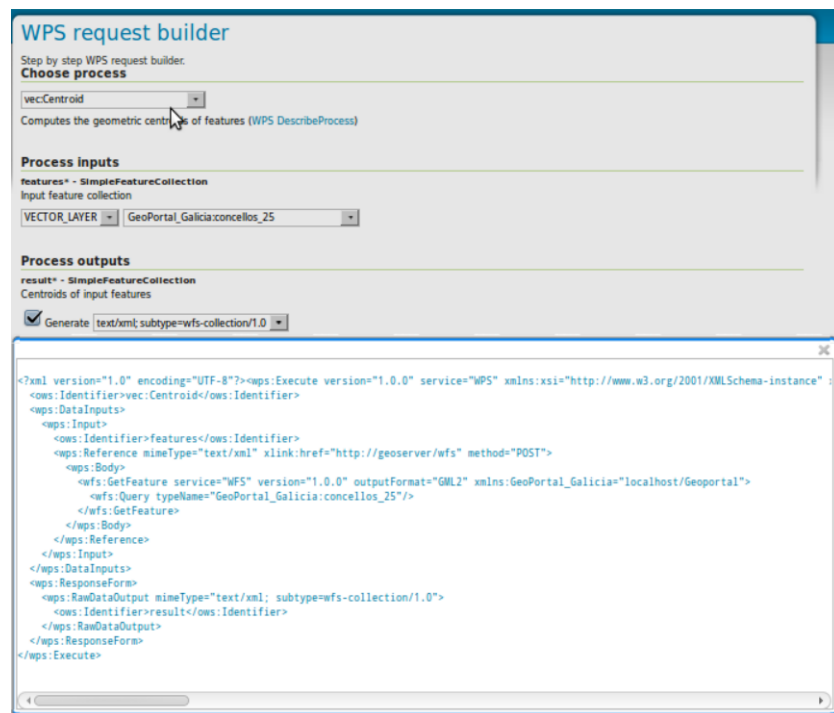 WPS request builder
Step by step WPS request builder.
Choose process
vec:Centroid
Computes the geometric centroids of features (WPS DescribeProcess)
Process inputs
features* - SimpleFeatureCollection
Input feature collection
VECTOR_LAYER GeoPortal_Galicia:concellos_25
Process outputs
result* - SimpleFeatureCollection
Centroids of input features
Generate text/xml; subtype=wfs-collection/1.0
<?xml version="1.0" encoding="UTF-8"?><wps:Execute version="1.0.0" service="WPS" xmlns:xsi="http://www.w3.org/2001/XMLSchema-instance"
<ows:Identifier>vec:Centroid</ows:Identifier>
<wps:DataInputs>
<wps:Input>
<ows:Identifier>features</ows:Identifier>
<wps:Reference mimeType="text/xml" xlink:href="http://geoserver/wfs" method="POST">
<wps:Body>
<wfs:GetFeature service="WFS" version="1.0.0" outputFormat="GML2" xmlns:GeoPortal_Galicia="localhost/Geoportal">
<wfs:Query typeName="GeoPortal_Galicia:concellos_25"/>
</wfs:GetFeature>
</wps:Body>
</wps:Reference>
</wps:Input>
</wps:DataInputs>
<wps:ResponseForm>
<wps:RawDataOutput mimeType="text/xml; subtype=wfs-collection/1.0">
<ows:Identifier>result</ows:Identifier>
</wps:RawDataOutput>
</wps:ResponseForm>
</wps:Execute>